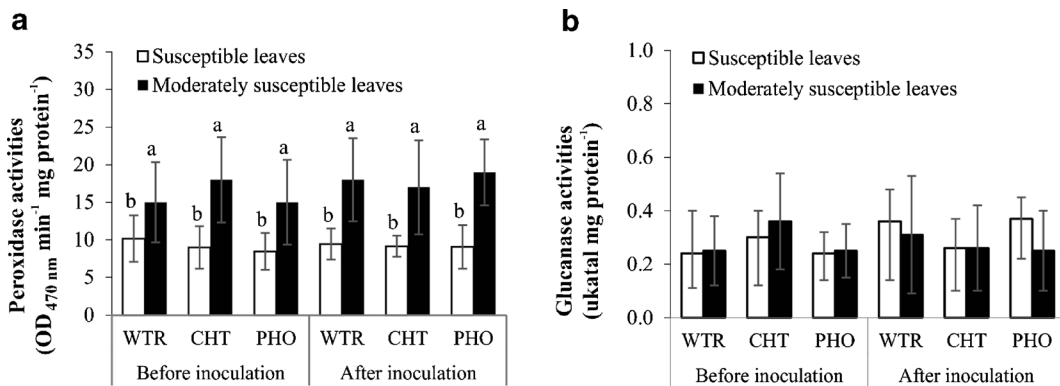 a
Peroxidase activities
(OD470 nm min-1 mg protein-1)
35
30
25
20
15
10
5
0
Susceptible leaves
Moderately susceptible leaves
b a b a b a b a b a b a
WTR CHT PHO WTR CHT PHO
Before inoculation After inoculation
b
Glucanase activities
(ukatal mg protein-1)
1.0
0.8
0.6
0.4
0.2
0.0
Susceptible leaves
Moderately susceptible leaves
WTR CHT PHO WTR CHT PHO
Before inoculation After inoculation